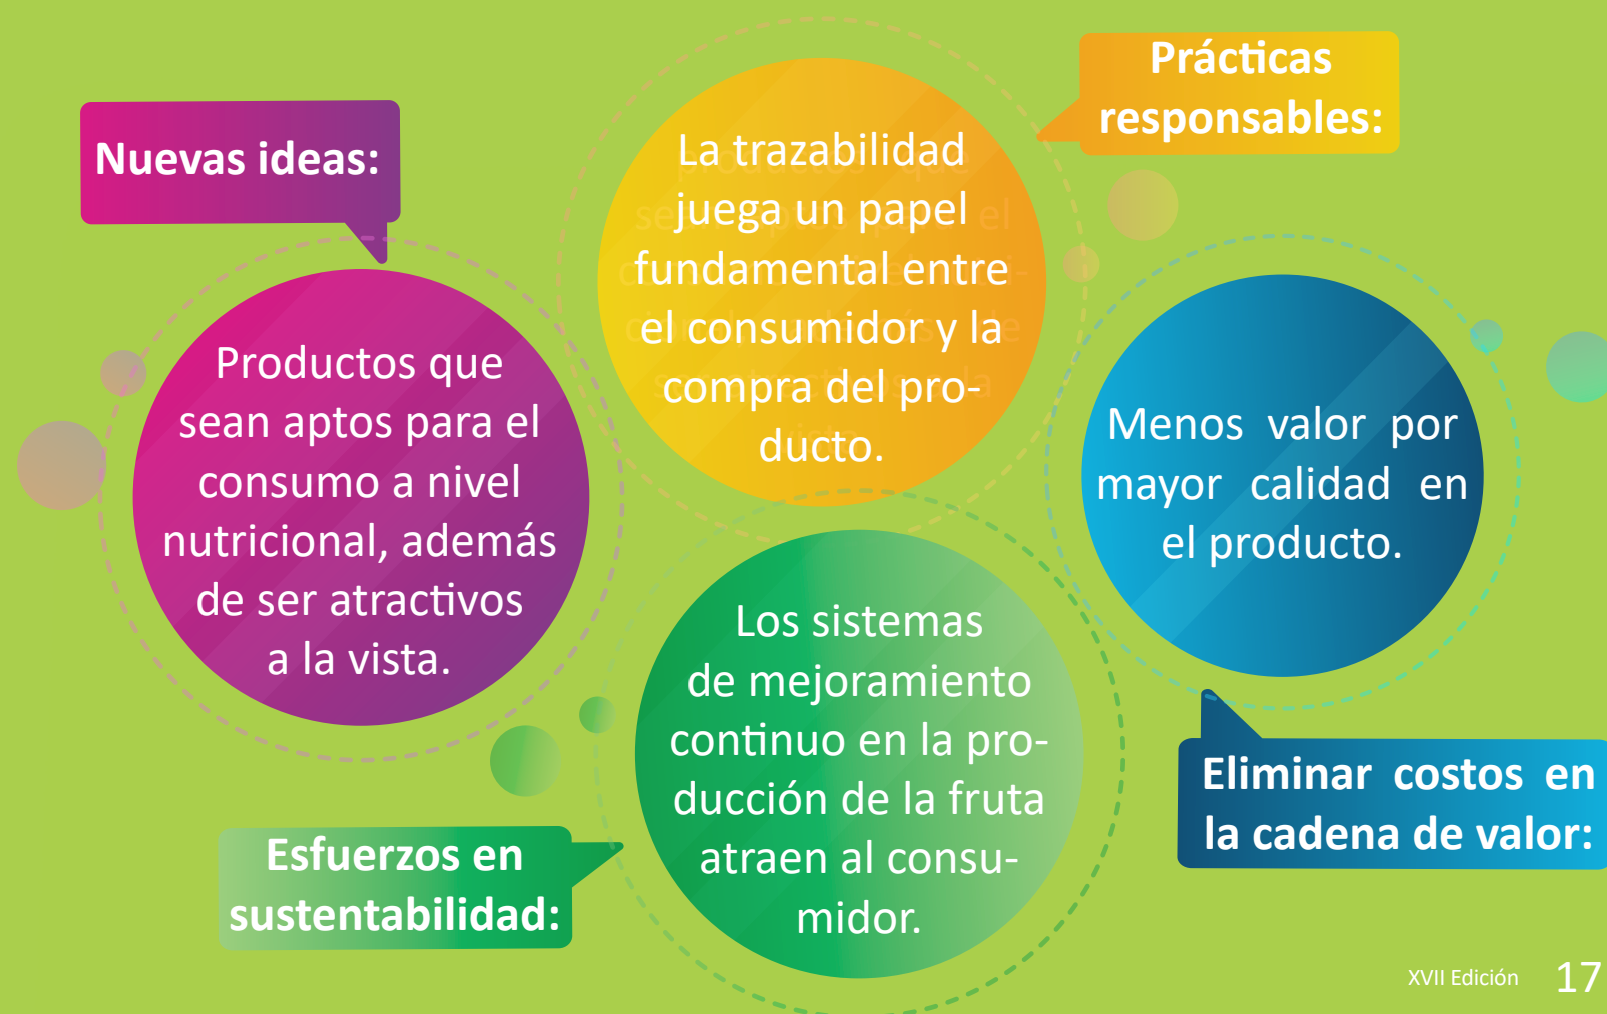 Nuevas ideas:
Productos que
sean aptos para el
consumo a nivel
nutricional, además
de ser atractivos
a la vista.
Prácticas
responsables:
La trazabilidad
juega un papel
fundamental entre
el consumidor y la
compra del pro-
ducto.
Esfuerzos en
sustentabilidad:
Los sistemas
de mejoramiento
continuo en la pro-
ducción de la fruta
atraen al consu-
midor.
Eliminar costos en
la cadena de valor:
Menos valor por
mayor calidad en
el producto.
XVII Edición 17